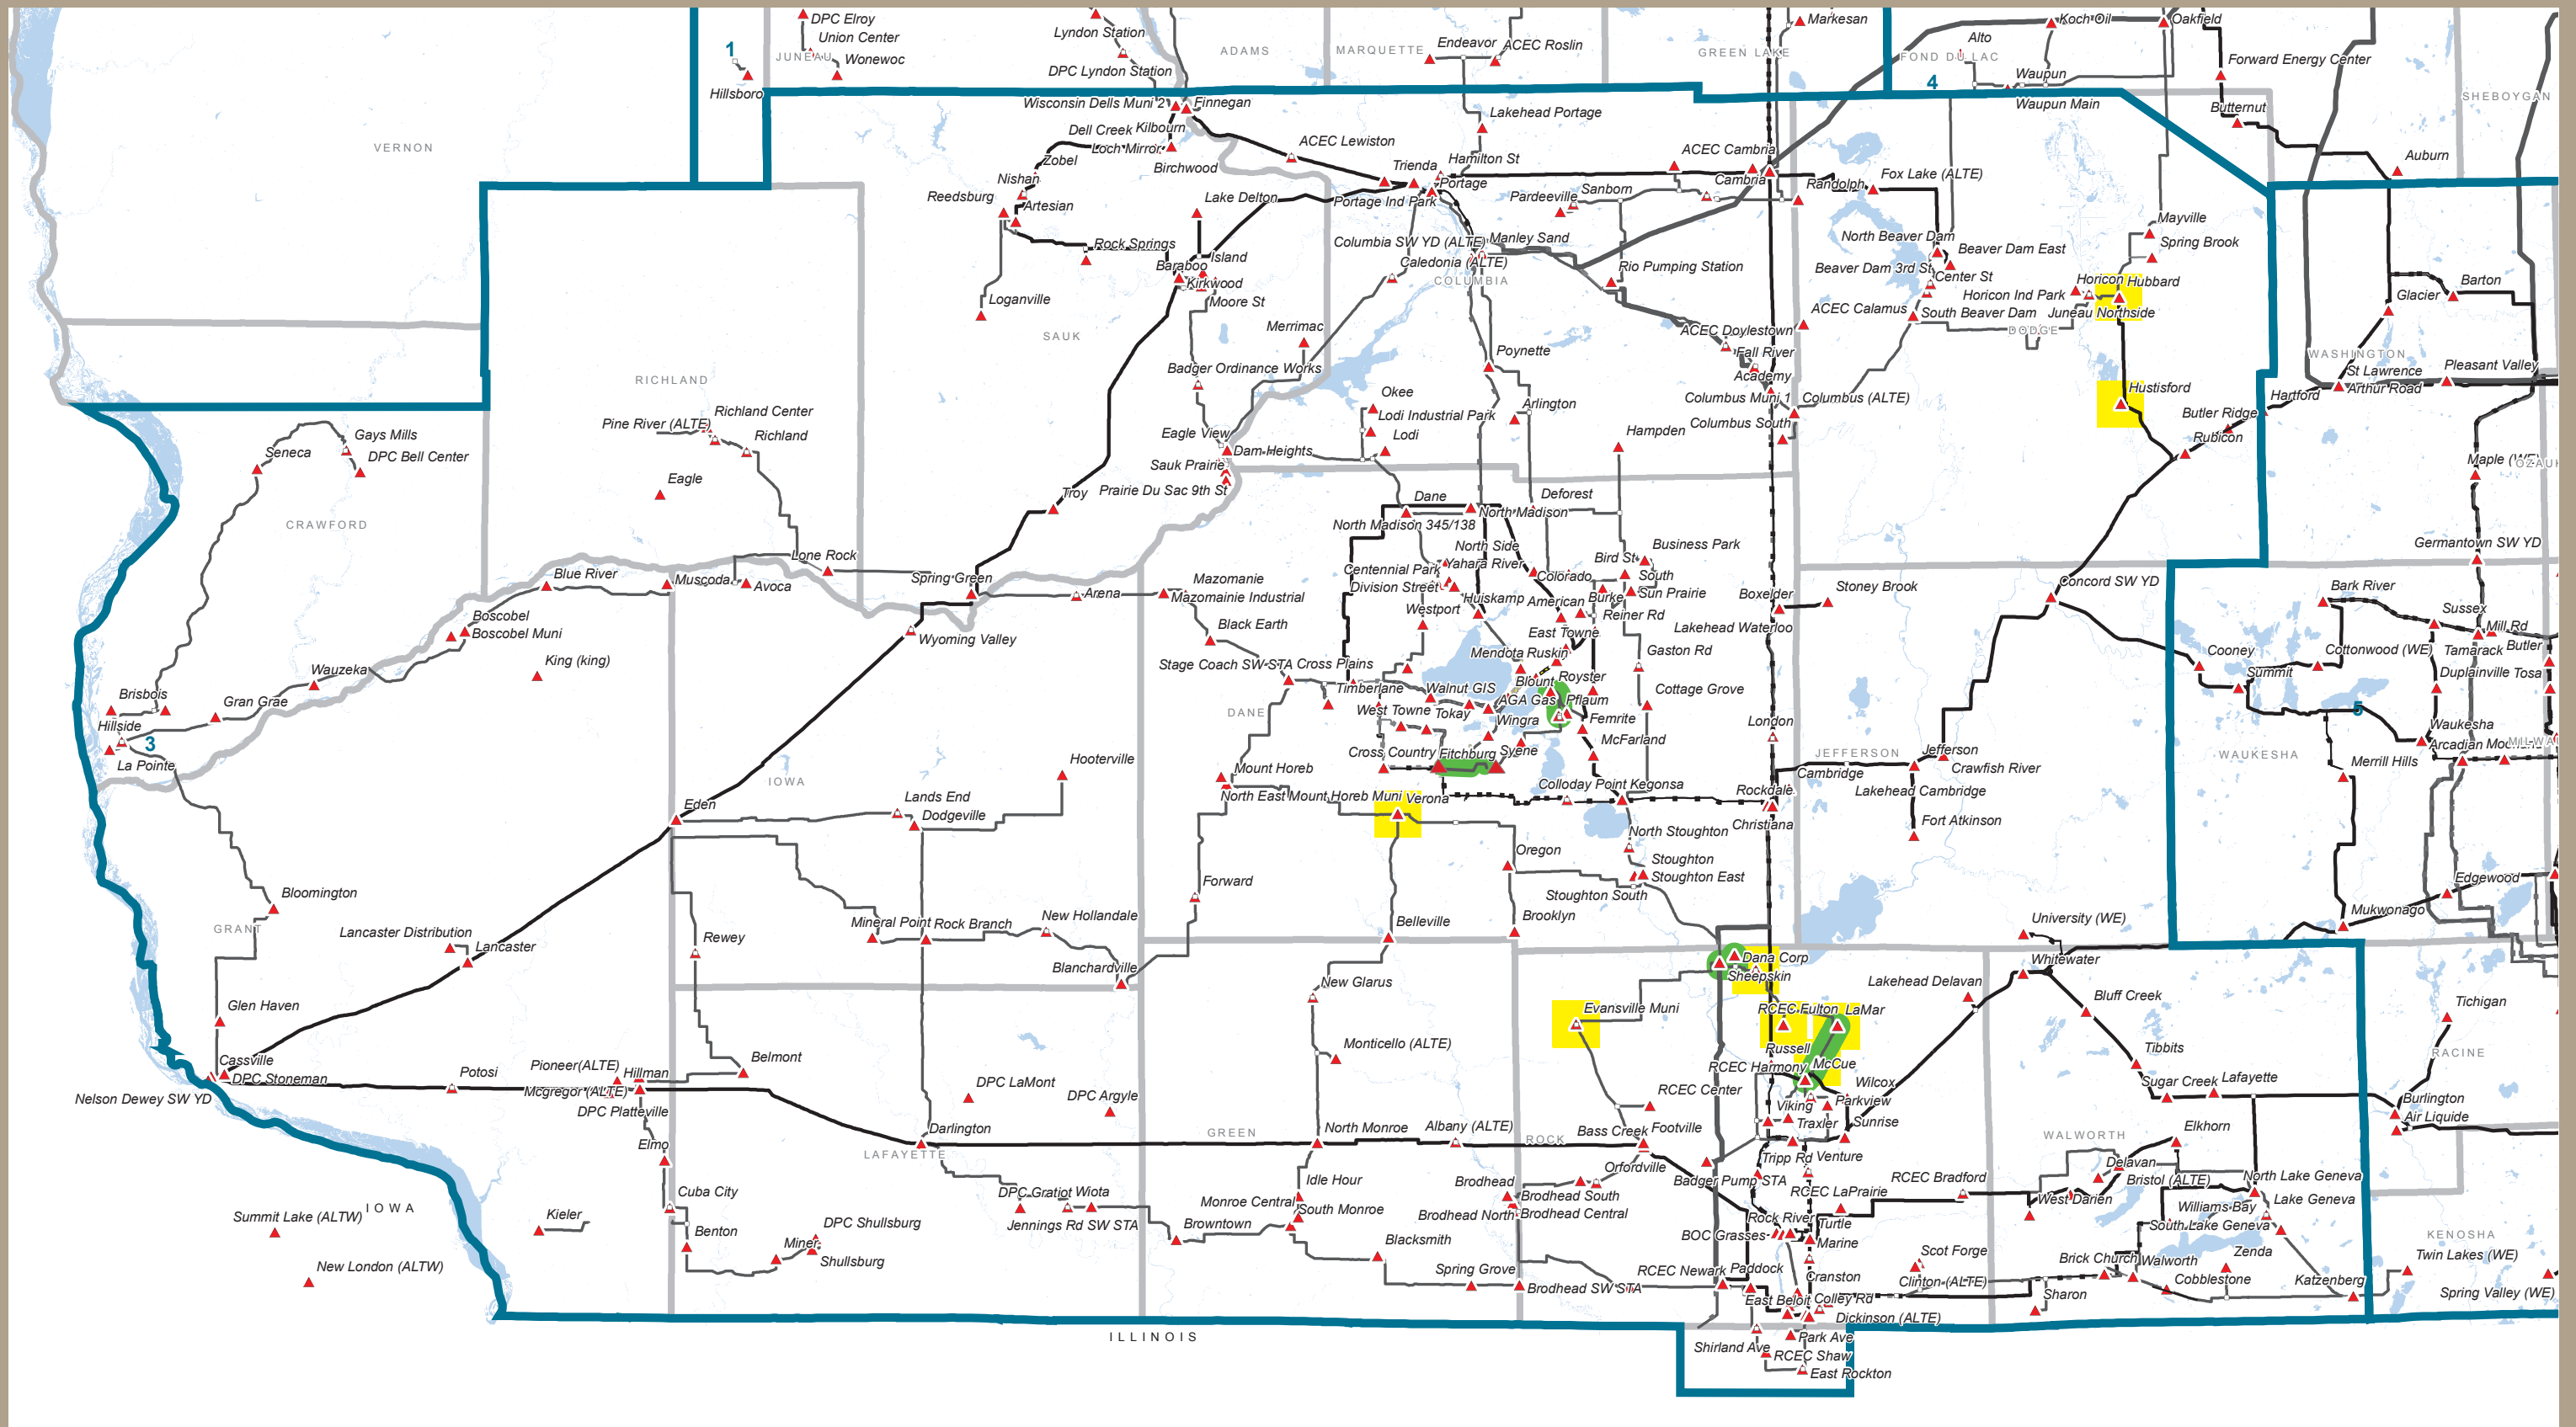 DPC Elroy
Union Center
JUNEAU
Wonewoc
1
Hillsboro
Lyndon Station
DPC Lyndon Station
ADAMS
MARQUETTE
Endeavor
ACEC Roslin
GREEN LAKE
Markesan
Koch Oil
Oakfield
Alto
FOND DU LAC
4
Waupun
Waupun Main
Forward Energy Center
Butternut
SHEBOYGAN
Auburn
VERNON
Wisconsin Dells Muni 2
Finnegan
Dell Creek
Kilbourn
Loch Mirror
Birchwood
Zobel
Nishan
Reedsburg
Artesian
Rock Springs
Loganville
SAUK
Lake Delton
Island
Baraboo
Kirkwood
Moore St
Merrimac
Badger Ordinance Works
ACEC Lewiston
Lakehead Portage
Trienda
Hamilton St
Portage
Portage Ind Park
Columbia SW YD (ALTE)
Manley Sand
Caledonia (ALTE)
COLUMBIA
Pardeeville
Sanborn
ACEC Cambria
Cambria
Randolph
Fox Lake (ALTE)
Rio Pumping Station
North Beaver Dam
Beaver Dam East
Beaver Dam 3rd St
Center St
ACEC Calamus
South Beaver Dam
Horicon Ind Park
Horicon
Hubbard
Juneau
Northside
DODGE
Mayville
Spring Brook
Hustisford
ACEC Doylestown
Fall River
Academy
Columbus Muni 1
Columbus (ALTE)
Columbus South
Hampden
Poynette
Arlington
Okee
Lodi Industrial Park
Lodi
Eagle View
Dam Heights
Sauk Prairie
Prairie Du Sac 9th St
Troy
Barton
Glacier
WASHINGTON
St Lawrence
Arthur Road
Pleasant Valley
Hartford
Butler Ridge
Rubicon
Maple (WE)
Germantown SW YD
RICHLAND
Pine River (ALTE)
Richland Center
Richland
Eagle
Seneca
Gays Mills
DPC Bell Center
CRAWFORD
Lone Rock
Blue River
Muscoda
Avoca
Boscobel
Boscobel Muni
King (king)
Wauzeka
Gran Grae
Brisbois
Hillside
3
La Pointe
Spring Green
Wyoming Valley
Arena
Mazomanie
Mazomainie Industrial
Black Earth
Stage Coach SW STA
Cross Plains
Dane
Deforest
North Madison
North Madison 345/138
North Side
Yahara River
Centennial Park
Division Street
Huiskamp
Westport
Colorado
American
Bird St
Business Park
South
Burke
Sun Prairie
Reiner Rd
East Towne
Mendota
Ruskin
Gaston Rd
Cottage Grove
Timberlane
Walnut GIS
Blount
Royster
AGA Gas
Pflaum
West Towne
Tokay
Wingra
Femrite
McFarland
Cross Country
Fitchburg
Syene
DANE
Mount Horeb
North East Mount Horeb Muni
Verona
Colloday Point
Kegonsa
Rockdale
Christiana
Boxelder
Stoney Brook
Lakehead Waterloo
London
JEFFERSON
Jefferson
Crawfish River
Cambridge
Lakehead Cambridge
Fort Atkinson
Concord SW YD
Bark River
Sussex
Mill Rd
Butler
Cottonwood (WE)
Tamarack
Cooney
Summit
Duplainville
Tosa
5
Waukesha
WAUKESHA
Merrill Hills
Edgewood
Mukwonago
Hooterville
IOWA
Eden
Lands End
Dodgeville
Forward
Oregon
North Stoughton
Stoughton
Stoughton East
Stoughton South
Brooklyn
Belleville
Bloomington
GRANT
Lancaster Distribution
Lancaster
Rewey
Mineral Point
Rock Branch
New Hollandale
Blanchardville
New Glarus
Monticello (ALTE)
Evansville Muni
Dana Corp
Sheepskin
RCEC Fulton
LaMar
Russell
RCEC Harmony
McCue
Wilcox
RCEC Center
Viking
Parkview
Traxler
Sunrise
University (WE)
Whitewater
Lakehead Delavan
Bluff Creek
Tibbits
Sugar Creek
Lafayette
Tichigan
RACINE
Burlington
Air Liquide
Glen Haven
Cassville
DPC Stoneman
Nelson Dewey SW YD
Potosi
Pioneer(ALTE)
Hillman
Mcgregor (ALTE)
DPC Platteville
Belmont
Elmo
DPC LaMont
DPC Argyle
Darlington
LAFAYETTE
GREEN
North Monroe
Albany (ALTE)
ROCK
Bass Creek
Footville
Orfordville
Tripp Rd
Venture
Badger Pump STA
RCEC LaPrairie
RCEC Bradford
WALWORTH
Elkhorn
Delavan
Bristol (ALTE)
West Darien
North Lake Geneva
Williams Bay
Lake Geneva
South Lake Geneva
Zenda
KENOSHA
Twin Lakes (WE)
Spring Valley (WE)
Katzenberg
Brick Church
Walworth
Cobblestone
Sharon
Cuba City
Benton
DPC Shullsburg
Miner
Shullsburg
DPC Gratiot
Wiota
Jennings Rd SW STA
Idle Hour
Monroe Central
South Monroe
Browntown
Blacksmith
Spring Grove
Brodhead
Brodhead South
Brodhead North
Brodhead Central
Brodhead SW STA
Rock River
Turtle
BOC Grasses
Marine
RCEC Newark
Paddock
Cranston
East Beloit
Colley Rd
Scot Forge
Clinton (ALTE)
Dickinson (ALTE)
Park Ave
Shirland Ave
RCEC Shaw
East Rockton
IOWA
Summit Lake (ALTW)
Kieler
New London (ALTW)
ILLINOIS